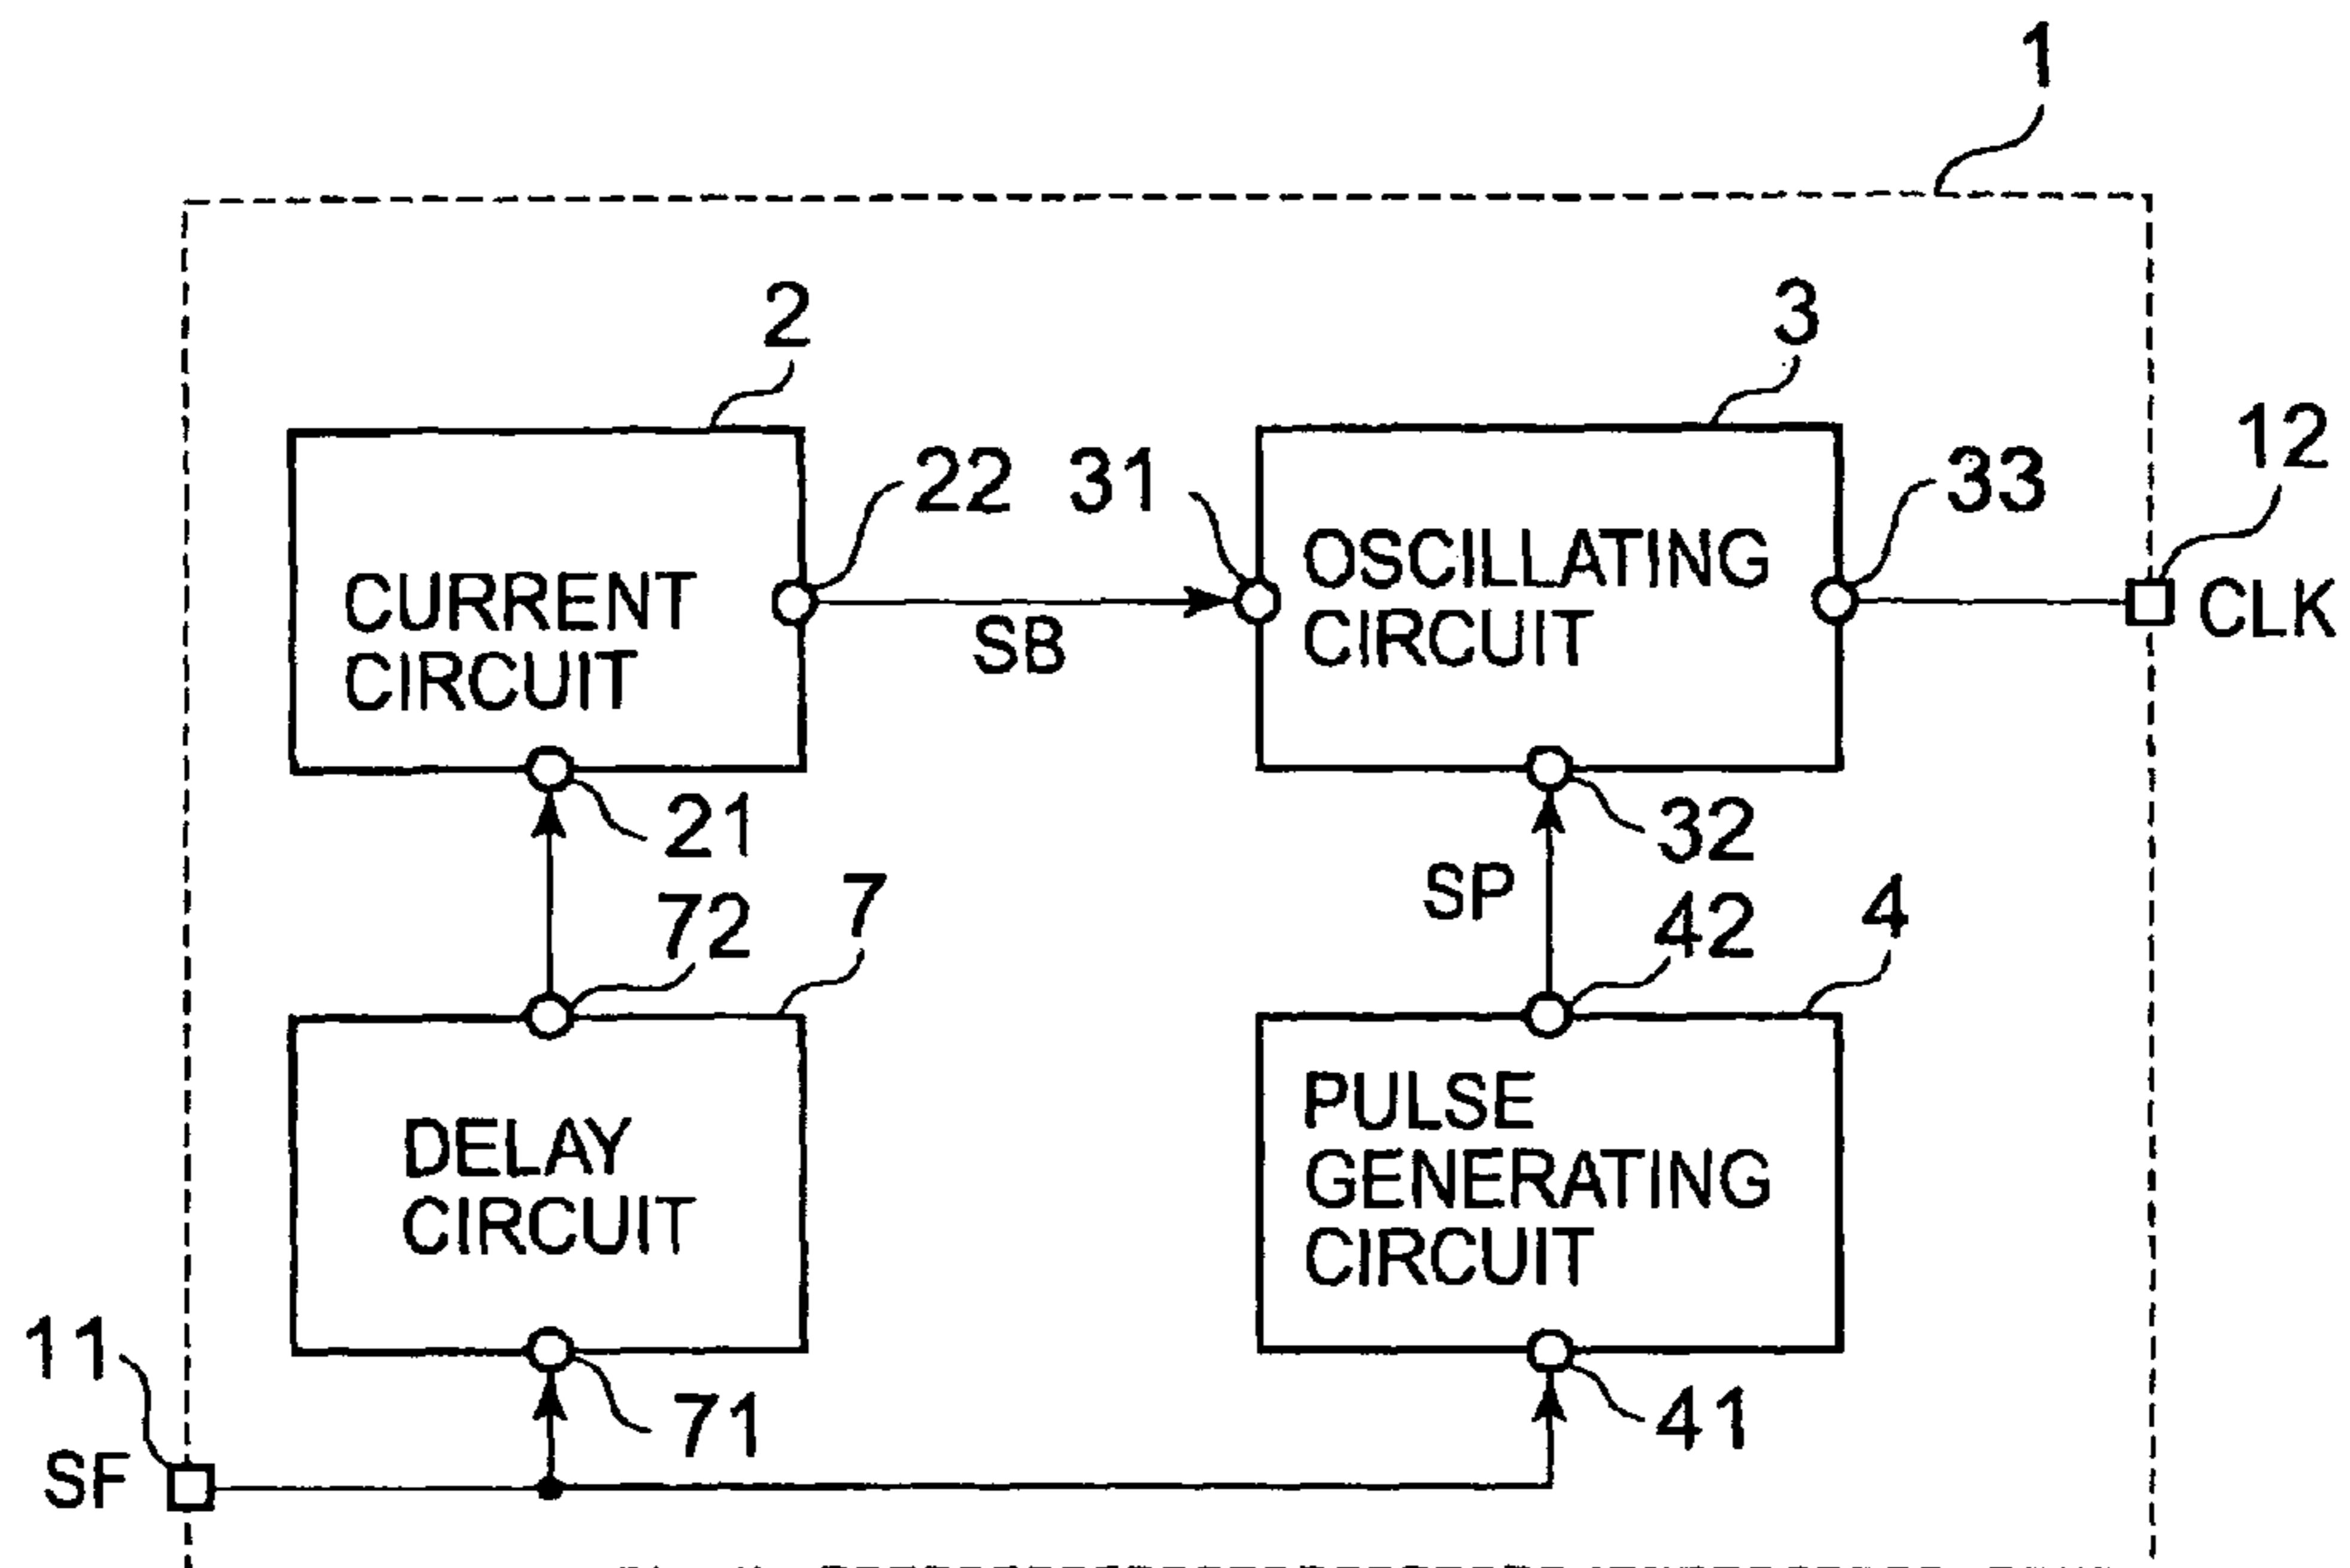 1
2
3
12
22
31
33
CURRENT
CIRCUIT
OSCILLATING
CIRCUIT
SB
CLK
21
32
72
7
SP
42
4
DELAY
CIRCUIT
PULSE
GENERATING
CIRCUIT
11
71
41
SF